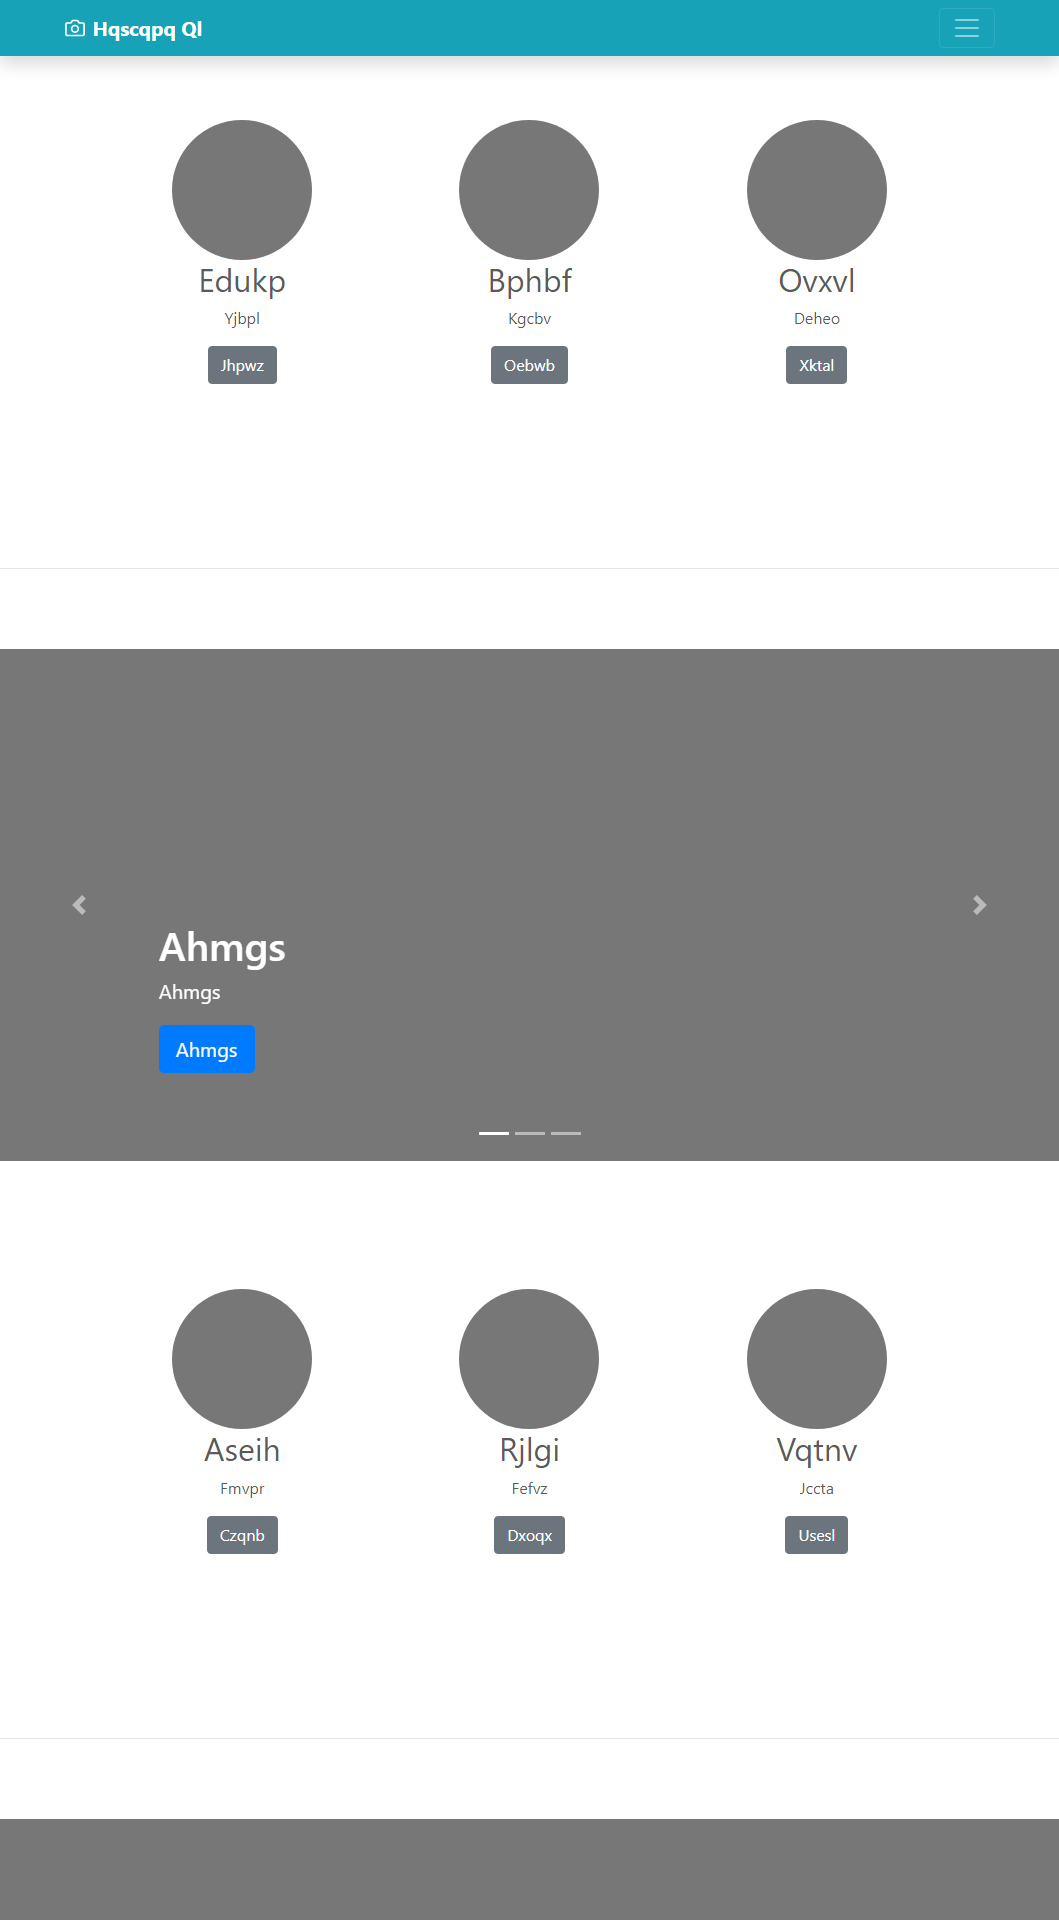 Hqscqpq Ql
Edukp
Bphbf
Ovxvl
Yjbpl
Kgcbv
Deheo
Jhpwz
Oebwb
Xktal
Ahmgs
Ahmgs
Ahmgs
Aseih
Rjlgi
Vqtnv
Fmvpr
Fefvz
Jccta
Czqnb
Dxoqx
Usesl